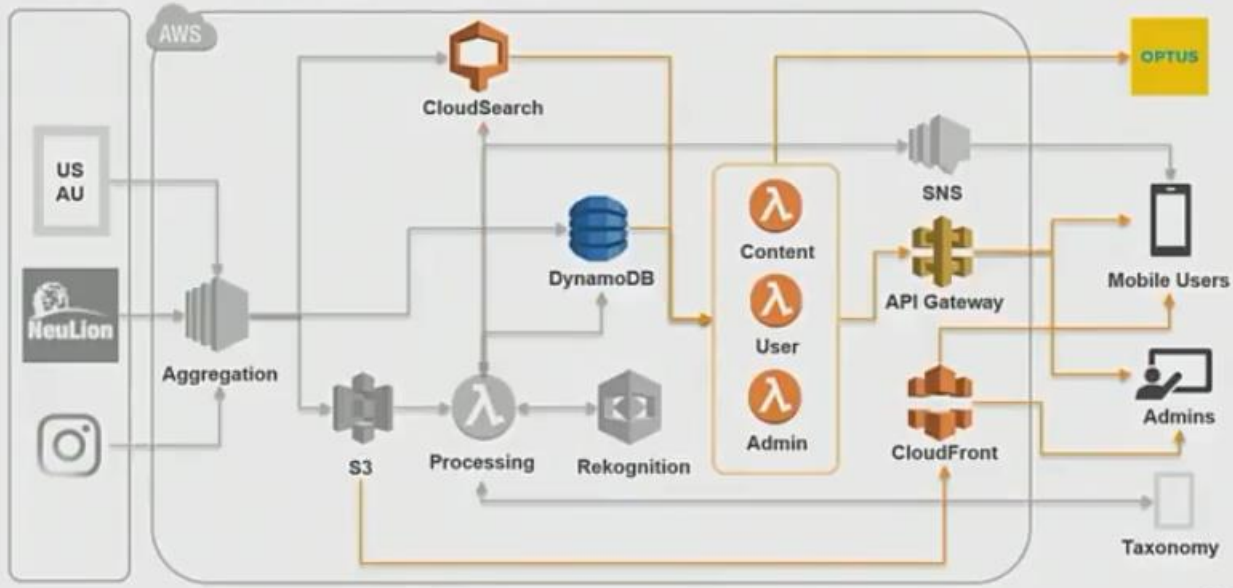 AWS
OPTUS
CloudSearch
US
AU
SNS
Content
DynamoDB
Mobile Users
API Gateway
NeuLion
User
Aggregation
Admins
Admin
CloudFront
S3
Processing
Rekognition
Taxonomy